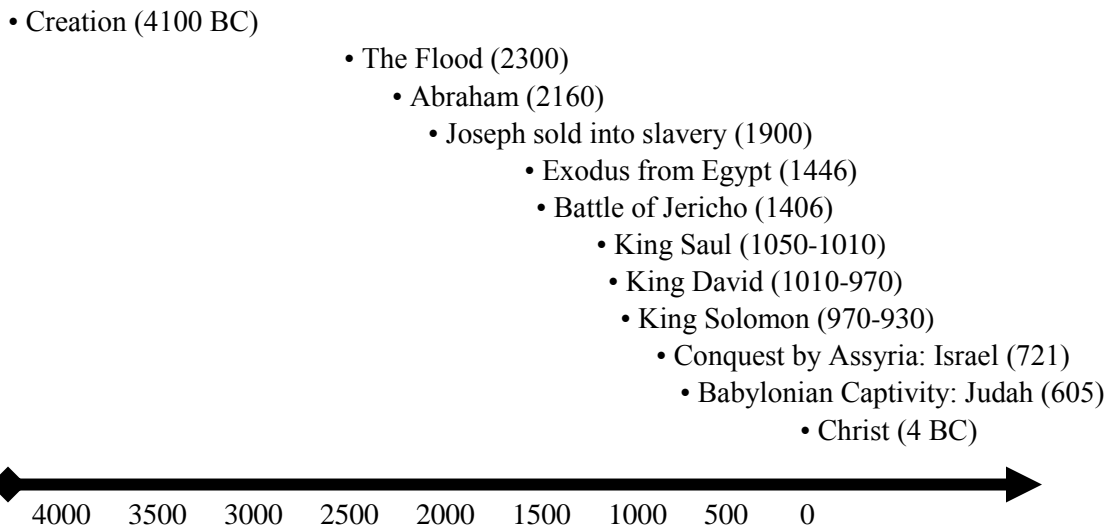 • Creation (4100 BC)
• The Flood (2300)
• Abraham (2160)
• Joseph sold into slavery (1900)
• Exodus from Egypt (1446)
• Battle of Jericho (1406)
• King Saul (1050-1010)
• King David (1010-970)
• King Solomon (970-930)
• Conquest by Assyria: Israel (721)
• Babylonian Captivity: Judah (605)
• Christ (4 BC)
4000 3500 3000 2500 2000 1500 1000 500 0